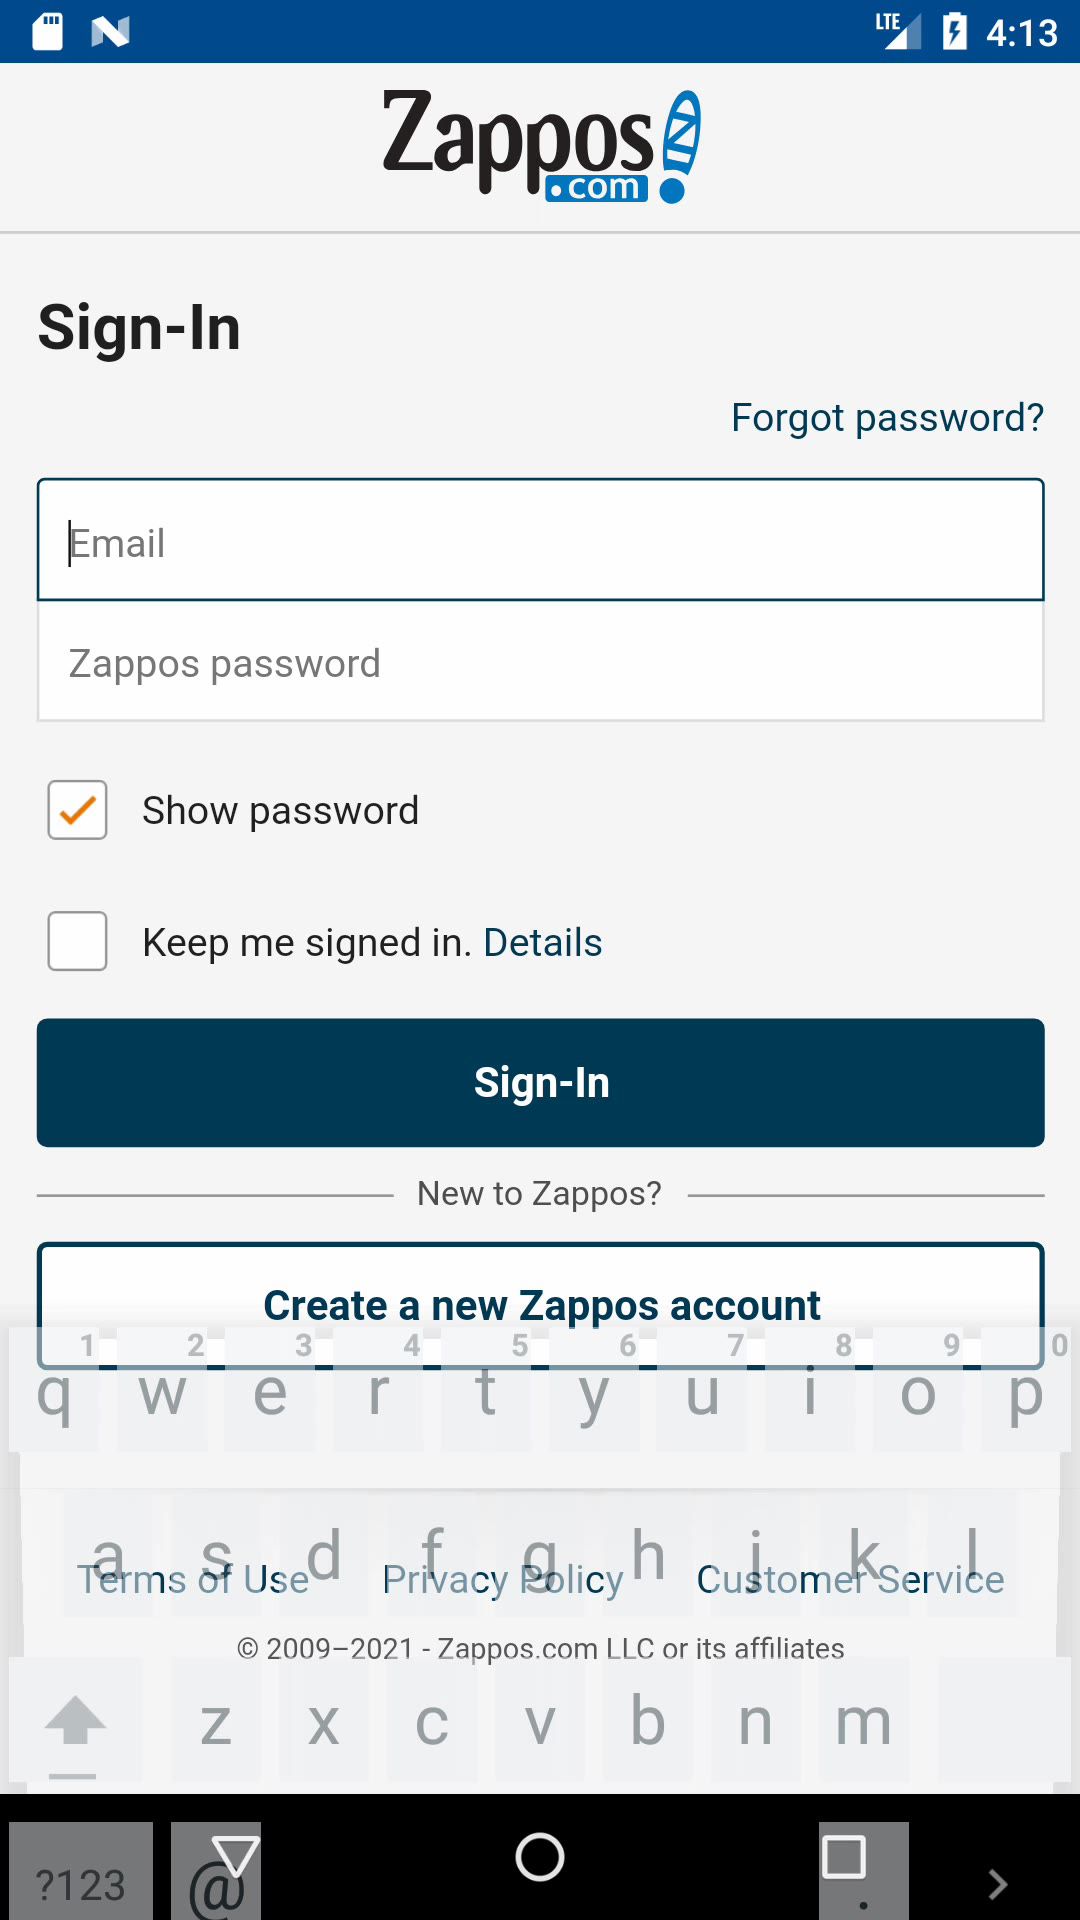 LTE 4:13
Zappos
.com
Sign-In
Forgot password?
Email
Zappos password
Show password
Keep me signed in. Details
Sign-In
New to Zappos?
Create a new Zappos account
1 2 3 4 5 6 7 8 9 0
q w e r t y u i o p
a s d f g h j k l
Terms of Use Privacy Policy Customer Service
© 2009–2021 - Zappos.com LLC or its affiliates
z x c v b n m
?123 @ .